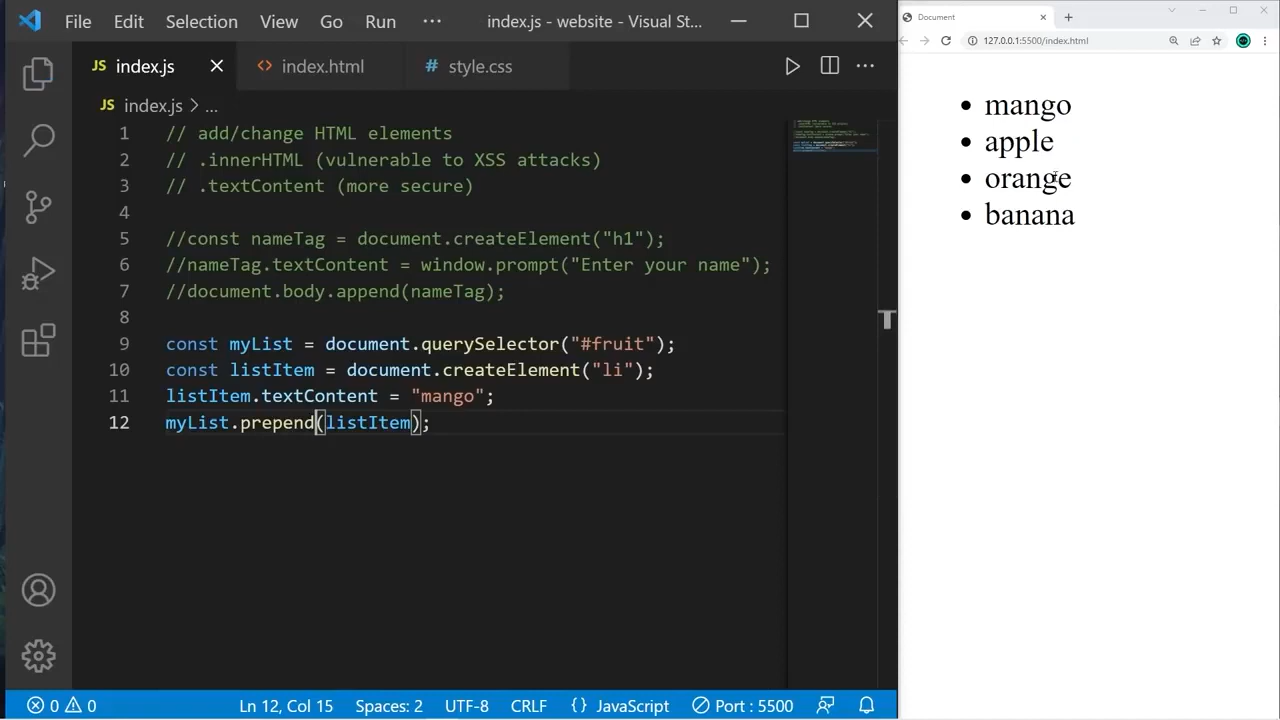 File Edit Selection View Go Run ··· index.js - website - Visual St...
JS index.js <> index.html # style.css
JS index.js > ...
1 // add/change HTML elements
2 // .innerHTML (vulnerable to XSS attacks)
3 // .textContent (more secure)
4
5 //const nameTag = document.createElement("h1");
6 //nameTag.textContent = window.prompt("Enter your name");
7 //document.body.append(nameTag);
8
9 const myList = document.querySelector("#fruit");
10 const listItem = document.createElement("li");
11 listItem.textContent = "mango";
12 myList.prepend(listItem);
0 0 Ln 12, Col 15 Spaces: 2 UTF-8 CRLF {} JavaScript Port : 5500
Document
127.0.0.1:5500/index.html
• mango
• apple
• orange
• banana